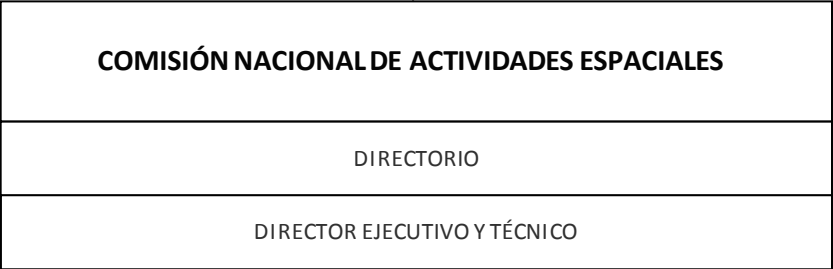 COMISIÓN NACIONAL DE ACTIVIDADES ESPACIALES
DIRECTORIO
DIRECTOR EJECUTIVO Y TÉCNICO